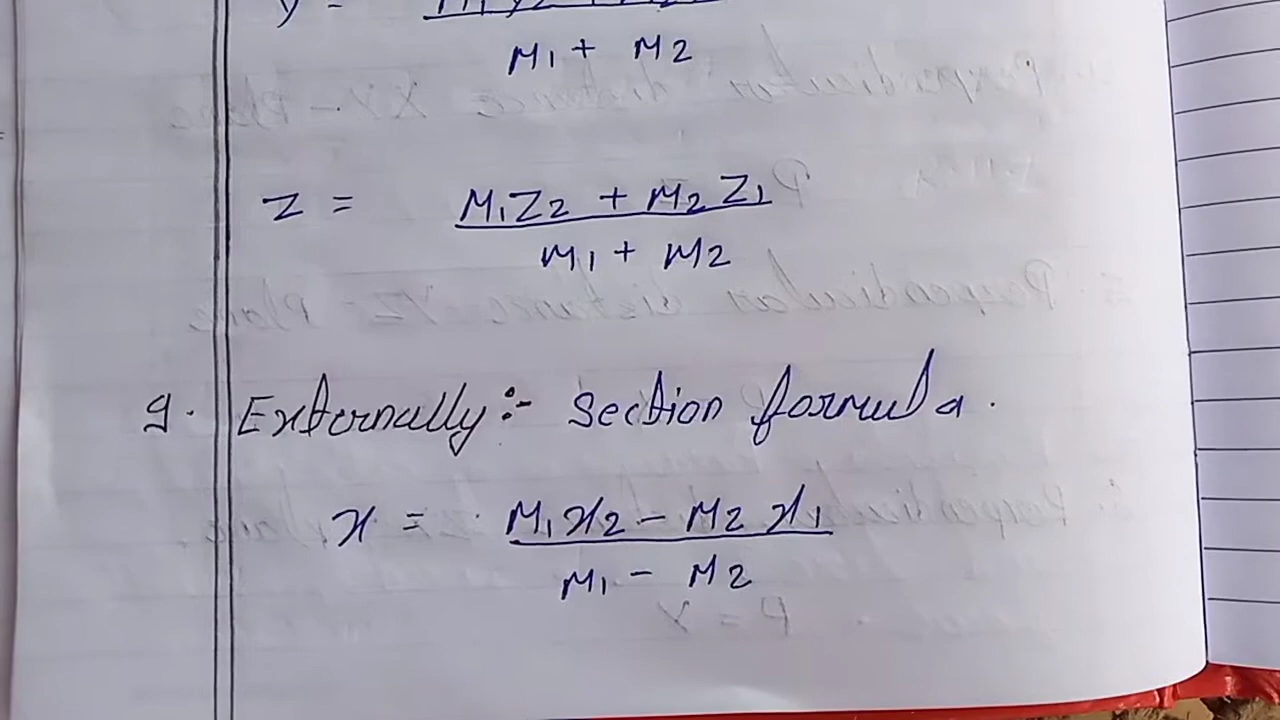 y =
M1 + M2
z = M1Z2 + M2Z1
M1 + M2
9. Externally :- Section formula.
x = M1x2 - M2x1
M1 - M2